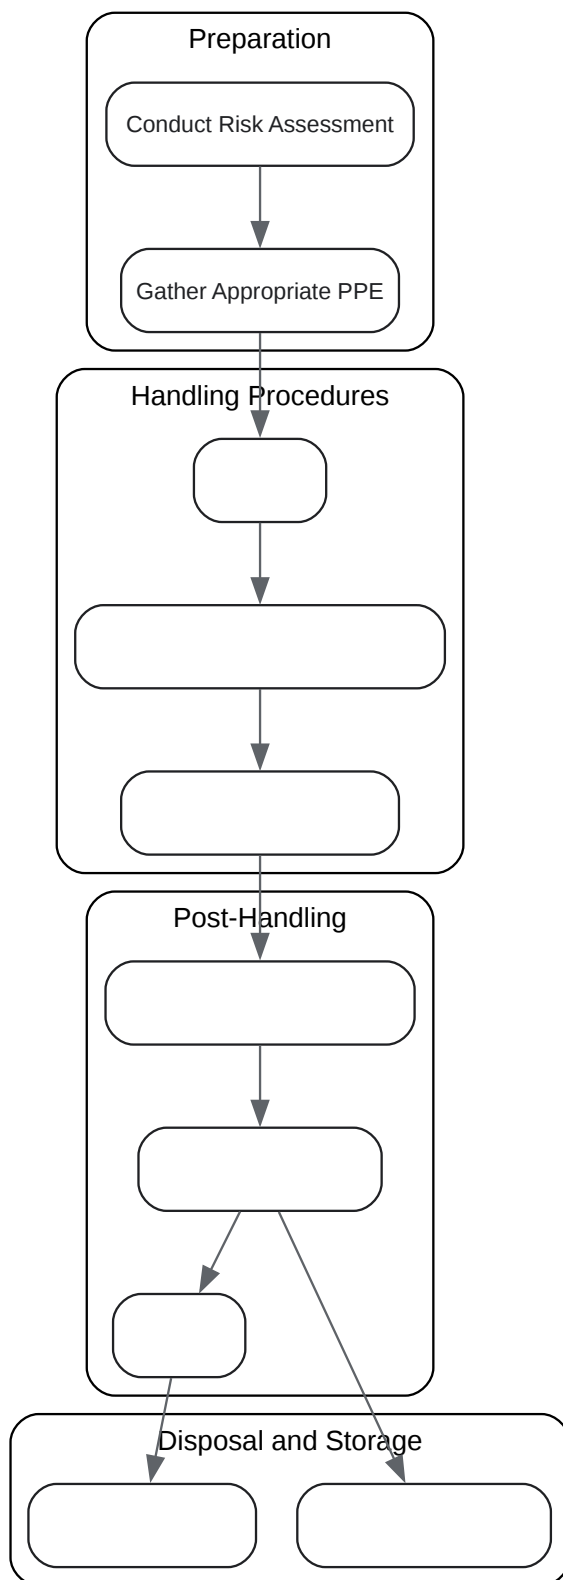 Preparation
Conduct Risk Assessment
Gather Appropriate PPE
Handling Procedures
Post-Handling
Disposal and Storage